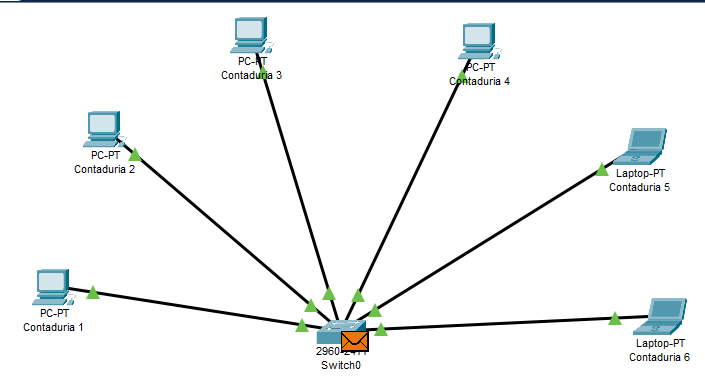 PC-PT
Contaduria 3
PC-PT
Contaduria 4
PC-PT
Contaduria 2
Laptop-PT
Contaduria 5
PC-PT
Contaduria 1
Laptop-PT
Contaduria 6
Switch0